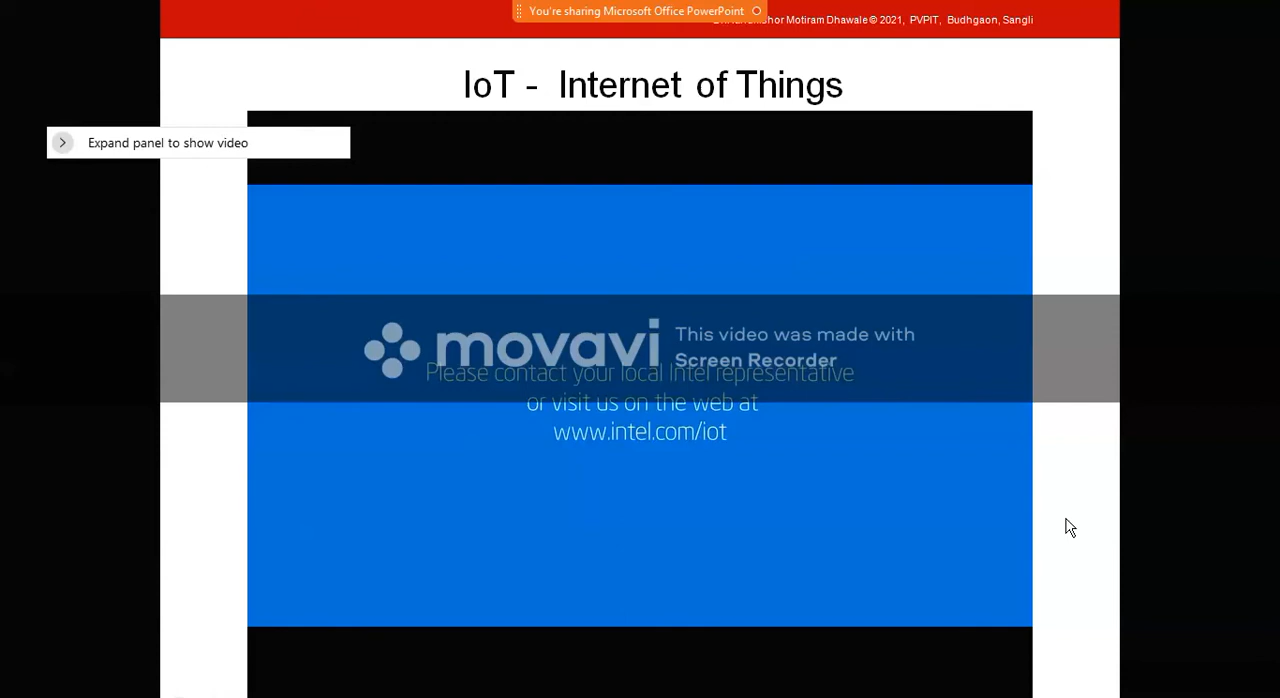 You're sharing Microsoft Office PowerPoint
Motiram Dhawale © 2021, PVPIT, Budhgaon, Sangli
IoT - Internet of Things
Expand panel to show video
movavi
This video was made with
Screen Recorder
Please contact your local Intel representative
or visit us on the web at
www.intel.com/iot